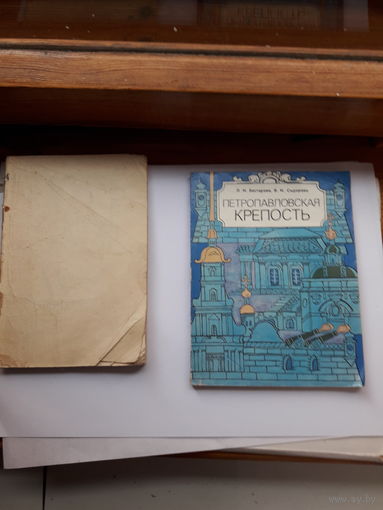 Л. Н. Бастарева, В. И. Сидорова
ПЕТРОПАВЛОВСКАЯ
КРЕПОСТЬ
www.ay.by